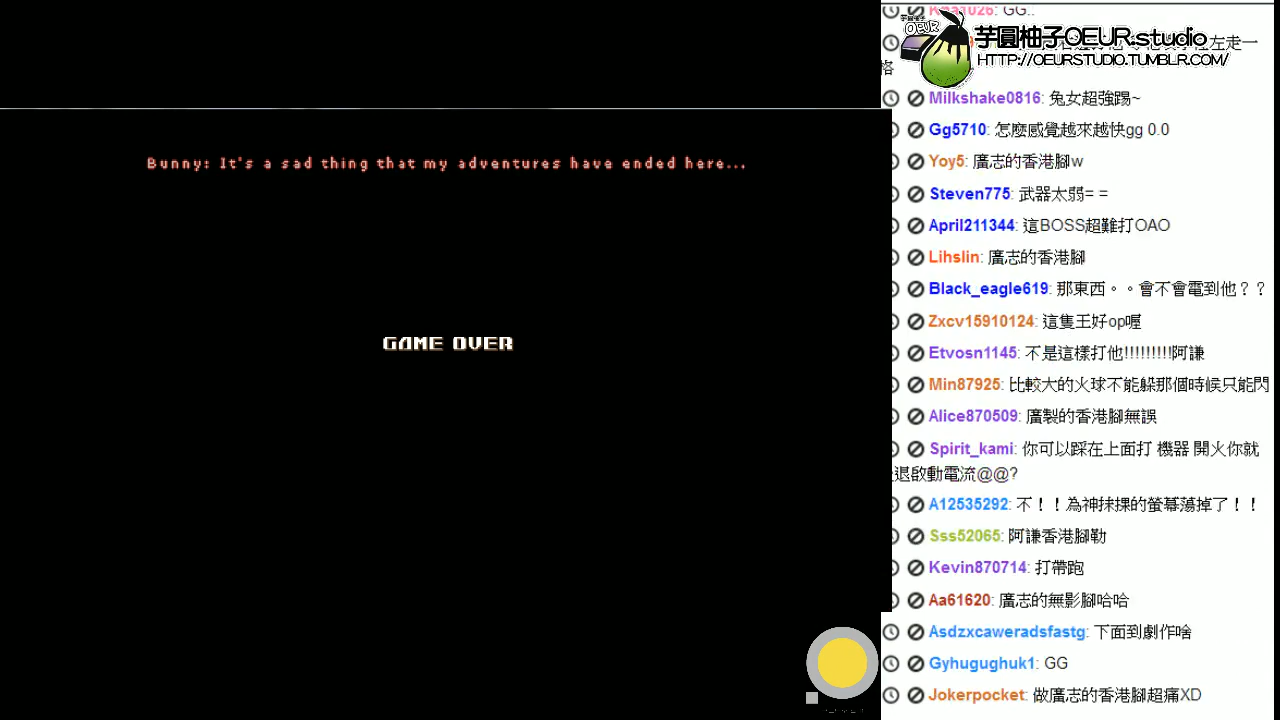 Bunny: It's a sad thing that my adventures have ended here...
GAME OVER
芋圓柚子OEUR.studio
HTTP://OEURSTUDIO.TUMBLR.COM/
OEUR
GG..
左走一
格
Milkshake0816: 兔女超強踢~
Gg5710: 怎麼感覺越來越快gg 0.0
Yoy5: 廣志的香港腳w
Steven775: 武器太弱= =
April211344: 這BOSS超難打OAO
Lihslin: 廣志的香港腳
Black_eagle619: 那東西。。會不會電到他？？
Zxcv15910124: 這隻王好op喔
Etvosn1145: 不是這樣打他!!!!!!!!!阿謙
Min87925: 比較大的火球不能躲那個時候只能閃
Alice870509: 廣製的香港腳無誤
Spirit_kami: 你可以踩在上面打 機器 開火你就
退啟動電流@@?
A12535292: 不！！為神抹捰的螢幕蕩掉了！！
Sss52065: 阿謙香港腳勒
Kevin870714: 打帶跑
Aa61620: 廣志的無影腳哈哈
Asdzxcaweradsfastg: 下面到劇作啥
Gyhugughuk1: GG
Jokerpocket: 做廣志的香港腳超痛XD